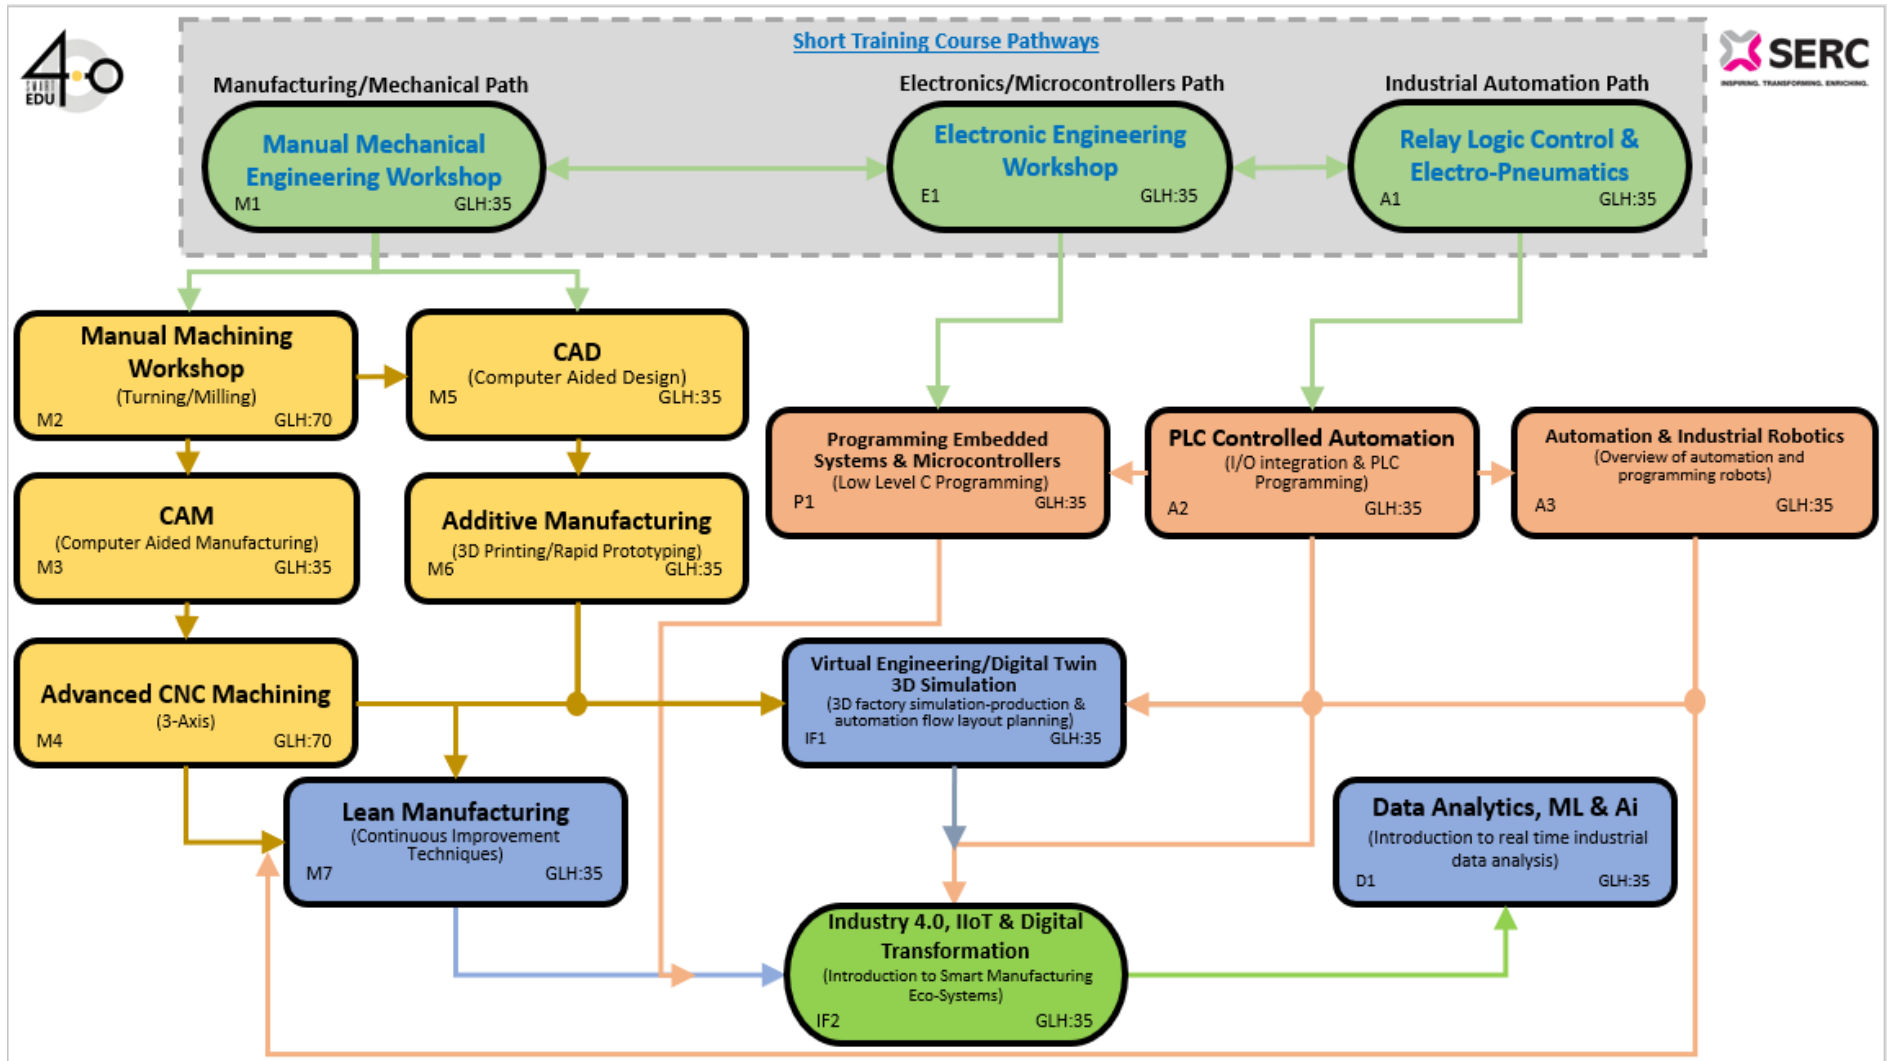 4.0
SMART
EDU
Short Training Course Pathways
SERC
INSPIRING. TRANSFORMING. ENRICHING.
Manufacturing/Mechanical Path
Electronics/Microcontrollers Path
Industrial Automation Path
Manual Mechanical
Engineering Workshop
M1 GLH:35
Electronic Engineering
Workshop
E1 GLH:35
Relay Logic Control &
Electro-Pneumatics
A1 GLH:35
Manual Machining
Workshop
(Turning/Milling)
M2 GLH:70
CAD
(Computer Aided Design)
M5 GLH:35
Programming Embedded
Systems & Microcontrollers
(Low Level C Programming)
P1 GLH:35
PLC Controlled Automation
(I/O integration & PLC
Programming)
A2 GLH:35
Automation & Industrial Robotics
(Overview of automation and
programming robots)
A3 GLH:35
CAM
(Computer Aided Manufacturing)
M3 GLH:35
Additive Manufacturing
(3D Printing/Rapid Prototyping)
M6 GLH:35
Advanced CNC Machining
(3-Axis)
M4 GLH:70
Virtual Engineering/Digital Twin
3D Simulation
(3D factory simulation-production &
automation flow layout planning)
IF1 GLH:35
Lean Manufacturing
(Continuous Improvement
Techniques)
M7 GLH:35
Data Analytics, ML & Ai
(Introduction to real time industrial
data analysis)
D1 GLH:35
Industry 4.0, IIoT & Digital
Transformation
(Introduction to Smart Manufacturing
Eco-Systems)
IF2 GLH:35